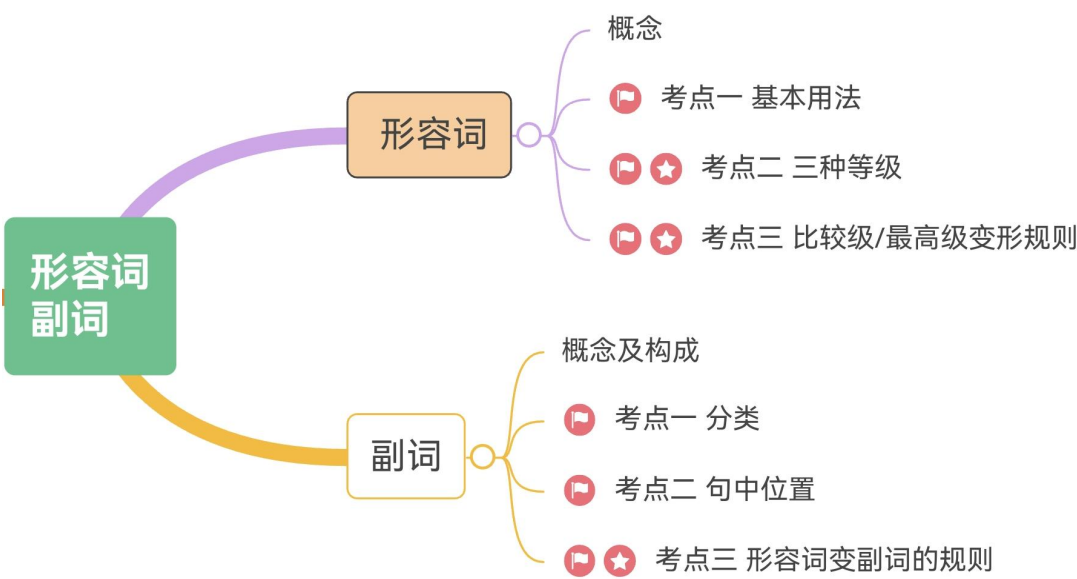 形容词
副词
形容词
概念
考点一 基本用法
考点二 三种等级
考点三 比较级/最高级变形规则
副词
概念及构成
考点一 分类
考点二 句中位置
考点三 形容词变副词的规则